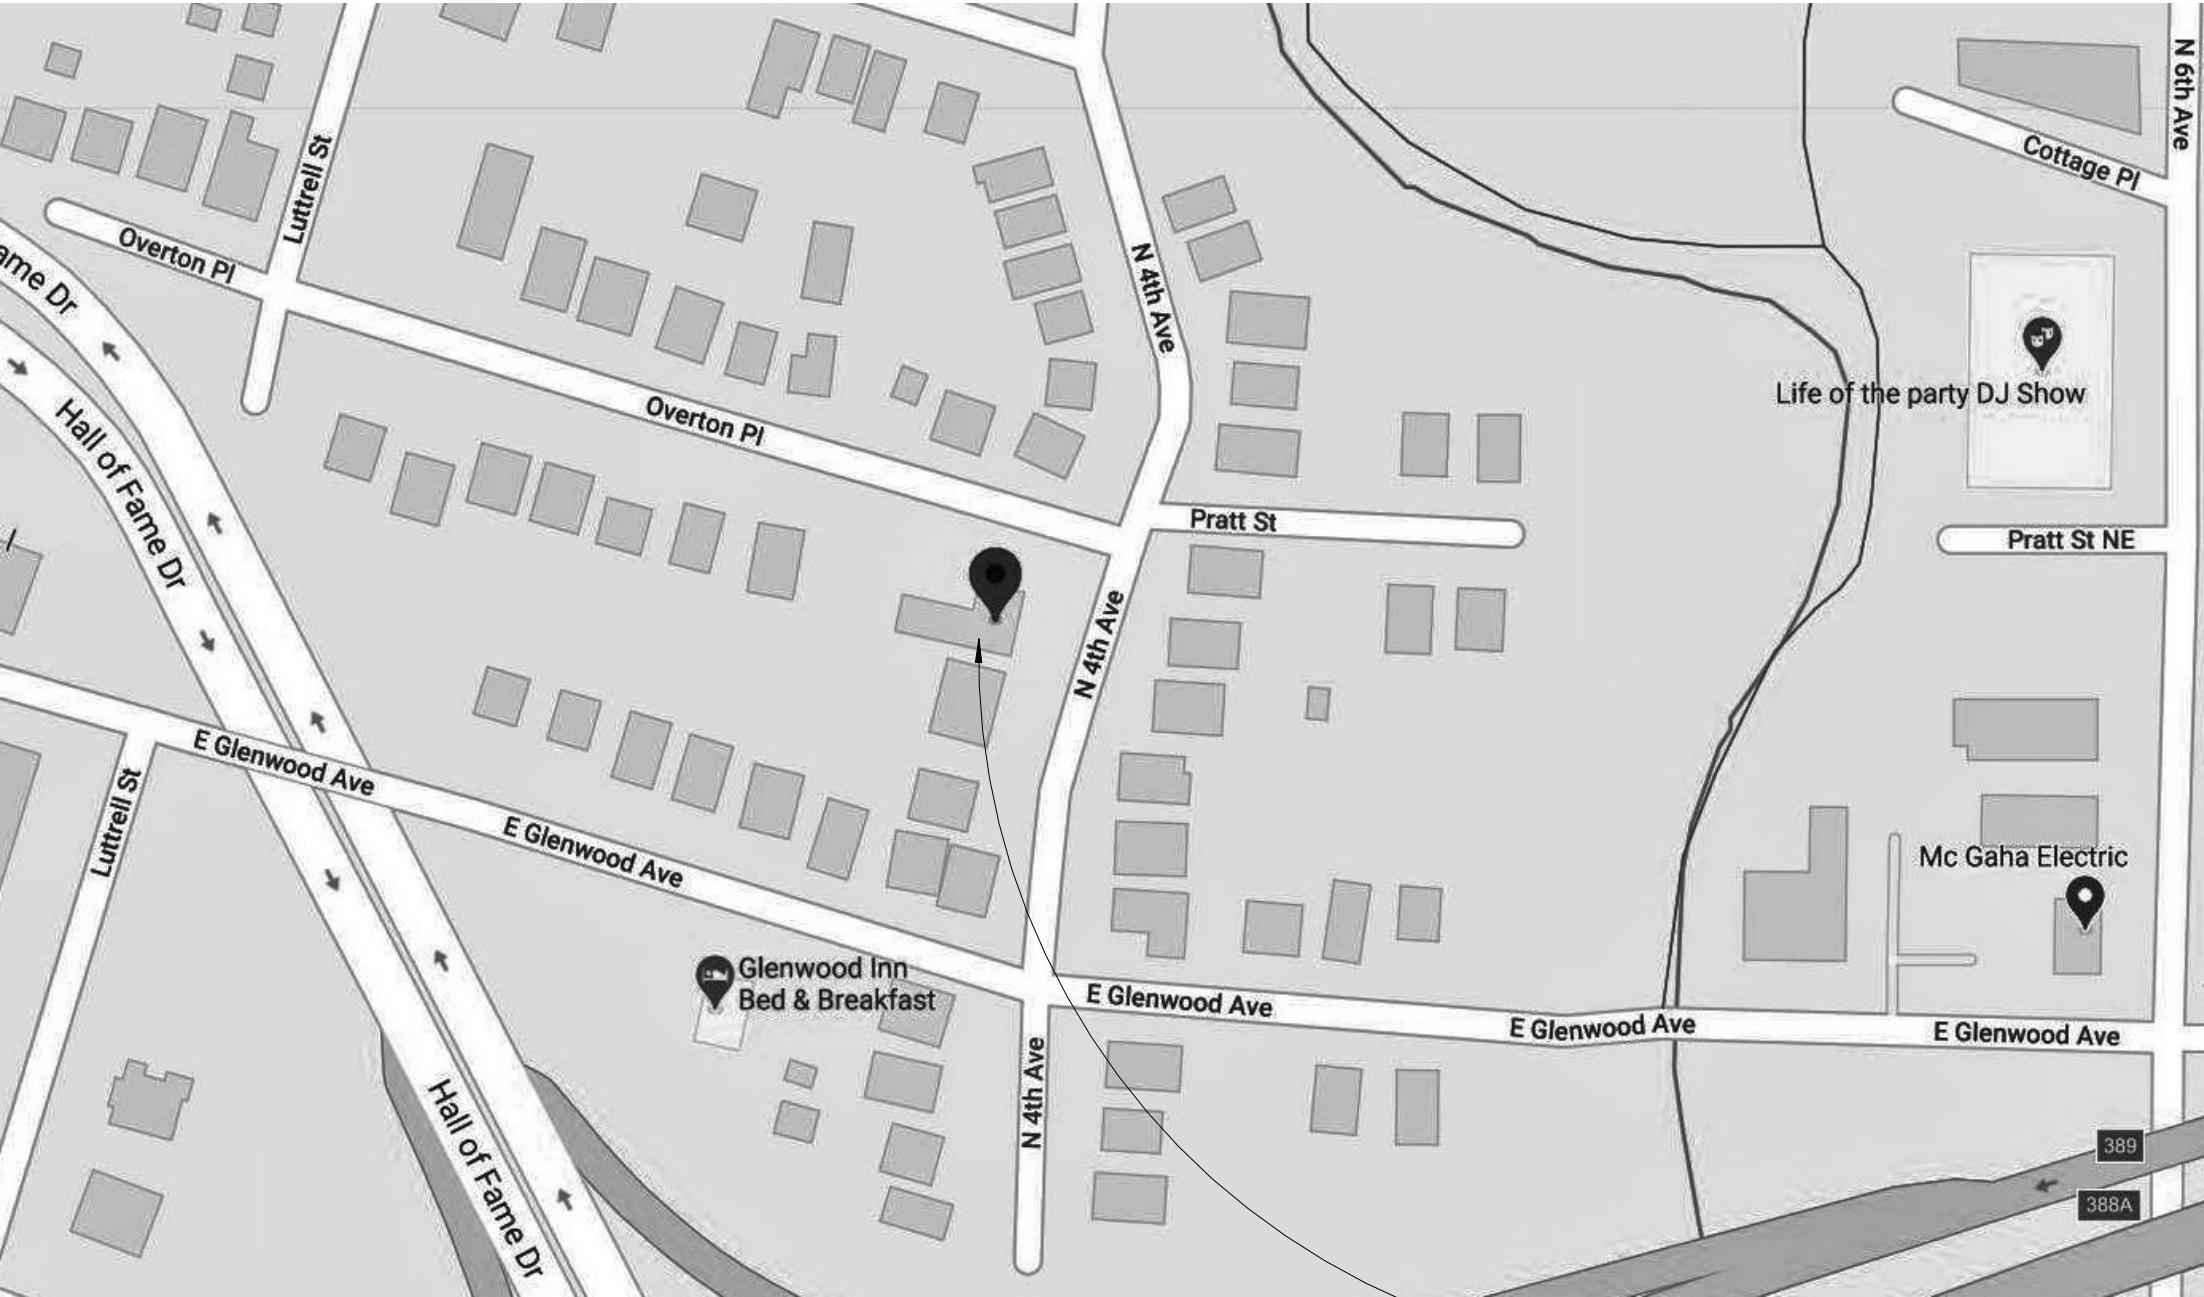 N 6th Ave
Cottage Pl
Luttrell St
Overton Pl
ame Dr
N 4th Ave
Life of the party DJ Show
Hall of Fame Dr
Overton Pl
Pratt St
Pratt St NE
N 4th Ave
E Glenwood Ave
Luttrell St
E Glenwood Ave
Mc Gaha Electric
Glenwood Inn
Bed & Breakfast
E Glenwood Ave
E Glenwood Ave
E Glenwood Ave
N 4th Ave
Hall of Fame Dr
389
388A